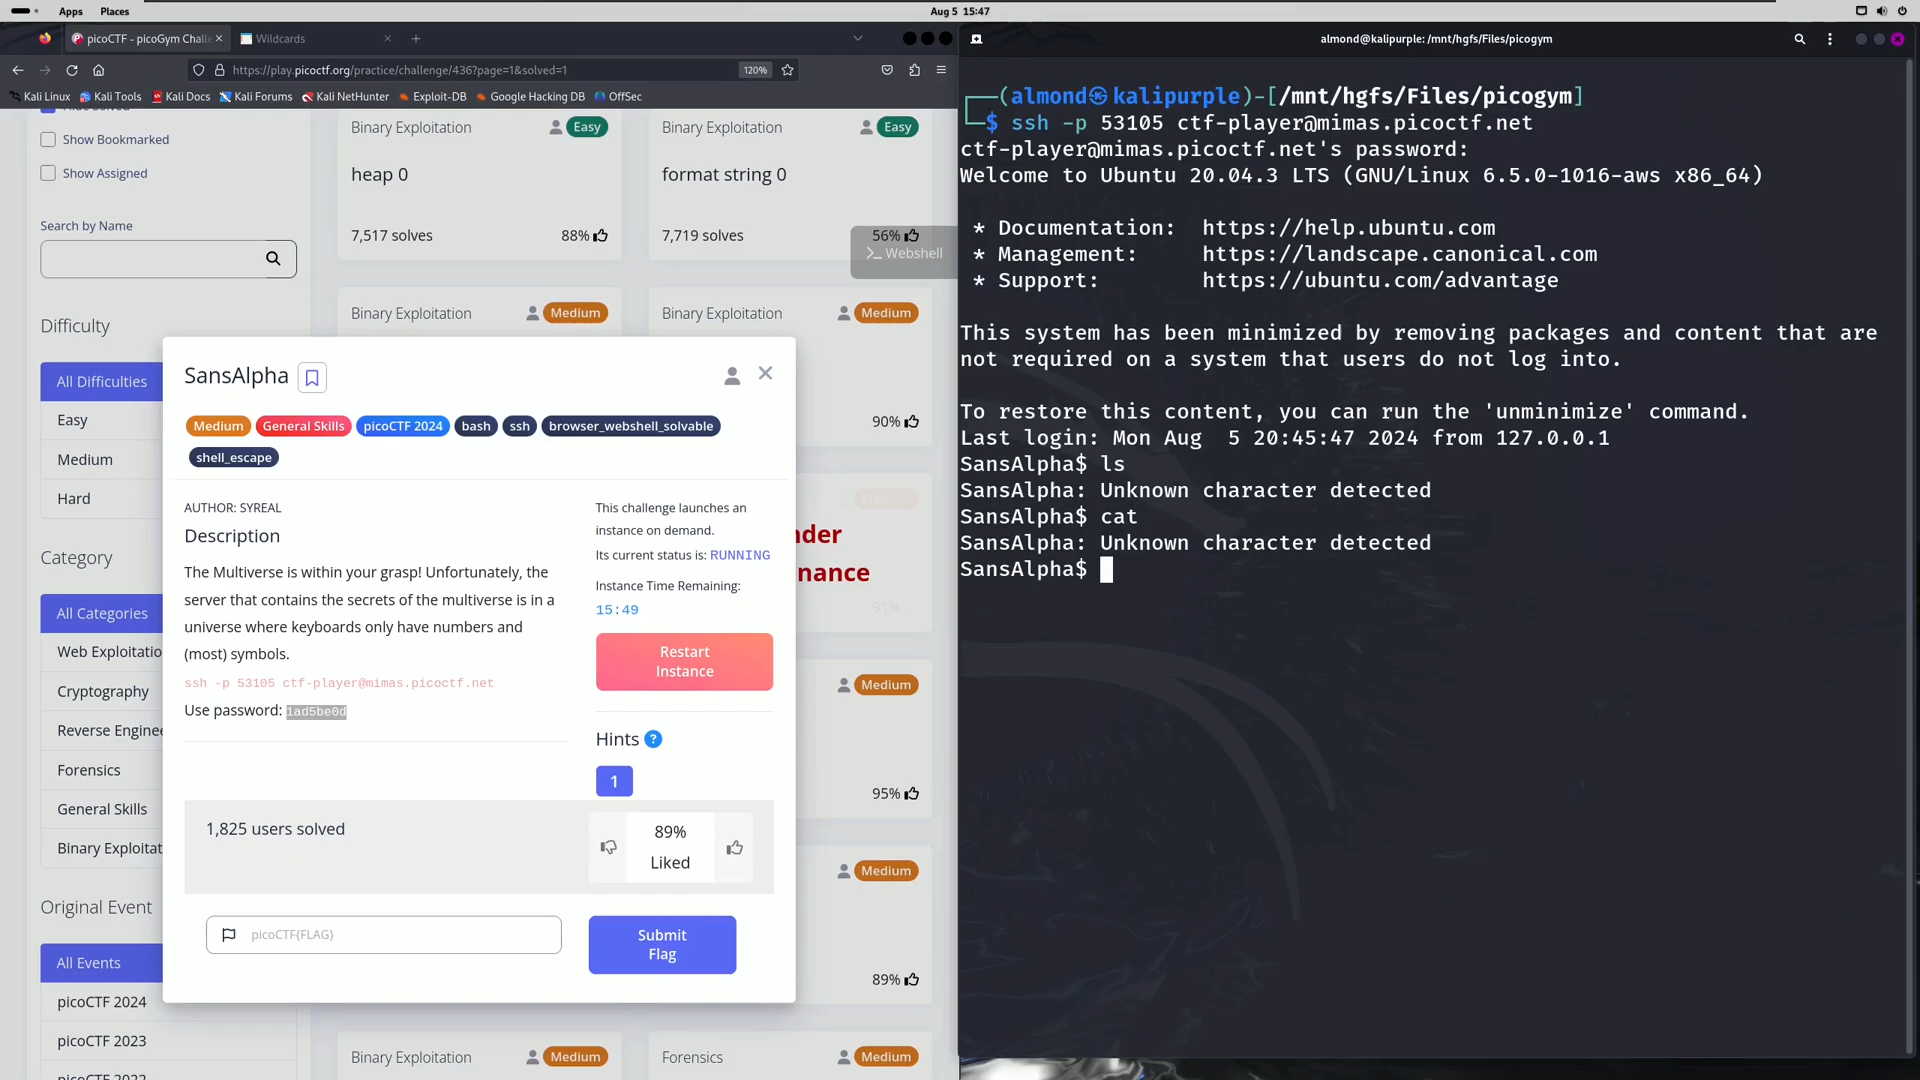 Apps Places
Aug 5 15:47
picoCTF - picoGym Challe
Wildcards
https://play.picoctf.org/practice/challenge/436?page=1&solved=1
120%
Kali Linux Kali Tools Kali Docs Kali Forums Kali NetHunter Exploit-DB Google Hacking DB OffSec
Show Bookmarked
Show Assigned
Search by Name
Difficulty
All Difficulties
Easy
Medium
Hard
Category
All Categories
Web Exploitatio
Cryptography
Reverse Enginee
Forensics
General Skills
Binary Exploitat
Original Event
All Events
picoCTF 2024
picoCTF 2023
Binary Exploitation Easy
heap 0
7,517 solves 88%
Binary Exploitation Easy
format string 0
7,719 solves 56%
>_ Webshell
Binary Exploitation Medium
Binary Exploitation Medium
90%
nder
nance
91%
Medium
95%
Medium
89%
Binary Exploitation Medium
Forensics Medium
SansAlpha
Medium General Skills picoCTF 2024 bash ssh browser_webshell_solvable
shell_escape
AUTHOR: SYREAL
Description
The Multiverse is within your grasp! Unfortunately, the
server that contains the secrets of the multiverse is in a
universe where keyboards only have numbers and
(most) symbols.
ssh -p 53105 ctf-player@mimas.picoctf.net
Use password: 1ad5be0d
This challenge launches an
instance on demand.
Its current status is: RUNNING
Instance Time Remaining:
15:49
Restart
Instance
Hints ?
1
1,825 users solved
89%
Liked
picoCTF{FLAG}
Submit
Flag
almond@kalipurple: /mnt/hgfs/Files/picogym
┌──(almond㉿kalipurple)-[/mnt/hgfs/Files/picogym]
└─$ ssh -p 53105 ctf-player@mimas.picoctf.net
ctf-player@mimas.picoctf.net's password:
Welcome to Ubuntu 20.04.3 LTS (GNU/Linux 6.5.0-1016-aws x86_64)
* Documentation: https://help.ubuntu.com
* Management: https://landscape.canonical.com
* Support: https://ubuntu.com/advantage
This system has been minimized by removing packages and content that are
not required on a system that users do not log into.
To restore this content, you can run the 'unminimize' command.
Last login: Mon Aug 5 20:45:47 2024 from 127.0.0.1
SansAlpha$ ls
SansAlpha: Unknown character detected
SansAlpha$ cat
SansAlpha: Unknown character detected
SansAlpha$